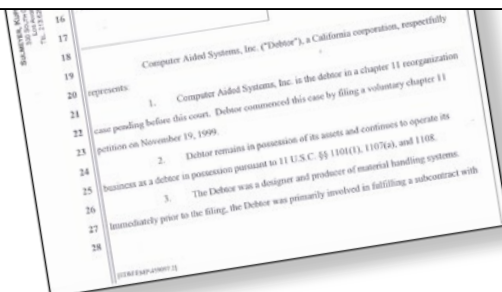 16
17
18 Computer Aided Systems, Inc. ("Debtor"), a California corporation, respectfully
19
20 represents:
21 1. Computer Aided Systems, Inc. is the debtor in a chapter 11 reorganization
22 case pending before this court. Debtor commenced this case by filing a voluntary chapter 11
23 petition on November 19, 1999.
24 2. Debtor remains in possession of its assets and continues to operate its
25 business as a debtor in possession pursuant to 11 U.S.C. §§ 1101(1), 1107(a), and 1108.
26 3. The Debtor was a designer and producer of material handling systems.
27 Immediately prior to the filing, the Debtor was primarily involved in fulfilling a subcontract with
28